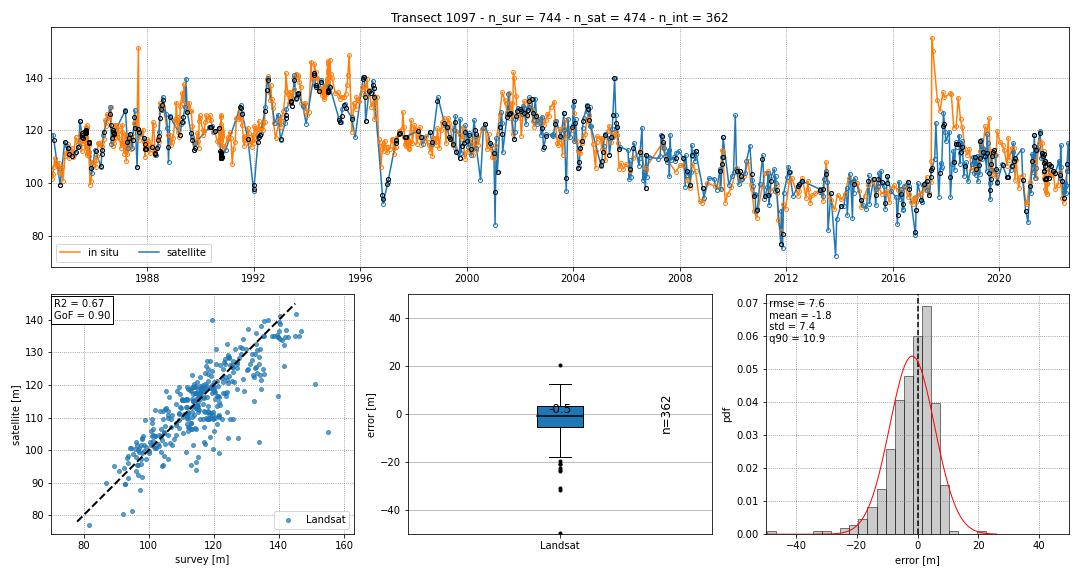 Transect 1097 - n_sur = 744 - n_sat = 474 - n_int = 362
140
120
100
80
in situ
satellite
1988
1992
1996
2000
2004
2008
2012
2016
2020
R2 = 0.67
GoF = 0.90
satellite [m]
140
130
120
110
100
90
80
Landsat
80
100
120
140
160
survey [m]
error [m]
40
20
0
−20
−40
-0.5
n=362
Landsat
rmse = 7.6
mean = -1.8
std = 7.4
q90 = 10.9
pdf
0.07
0.06
0.05
0.04
0.03
0.02
0.01
0.00
−40
−20
0
20
40
error [m]